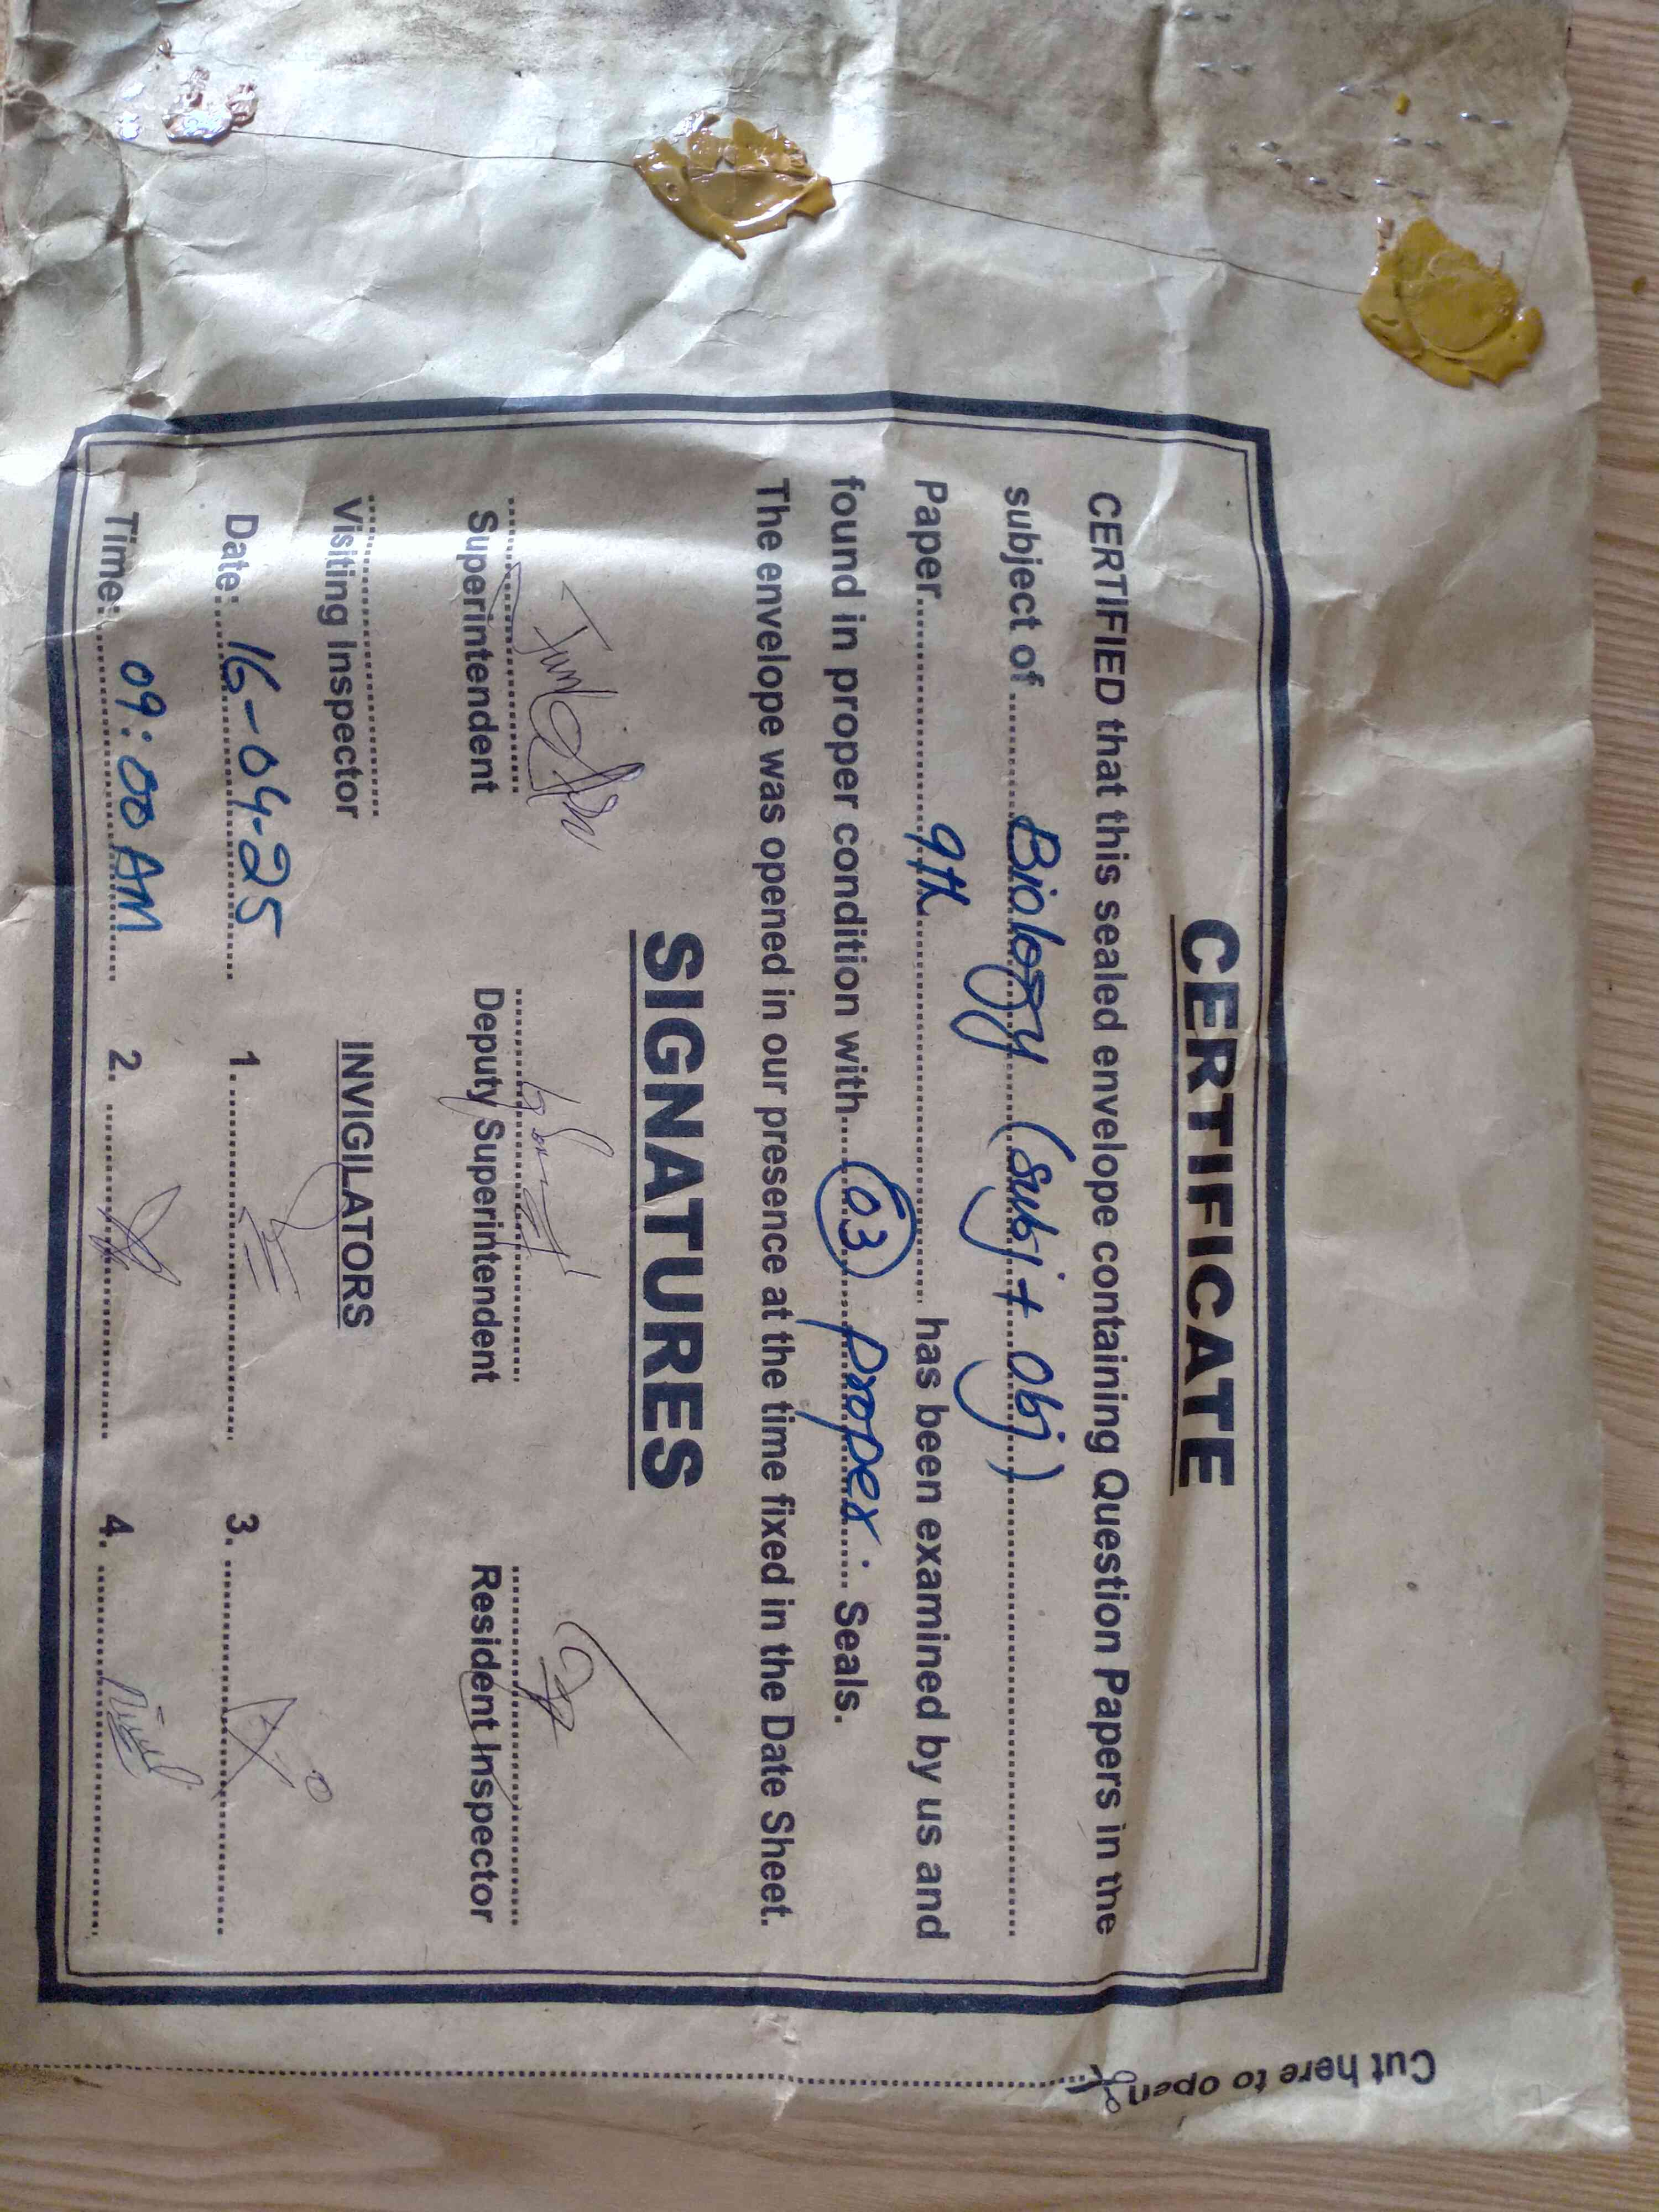 CERTIFICATE
CERTIFIED that this sealed envelope containing Question Papers in the
subject of........Biology (subj + obj)........
Paper........9th........has been examined by us and
found in proper condition with....03....proper.... Seals.
The envelope was opened in our presence at the time fixed in the Date Sheet.
SIGNATURES
Superintendent Deputy Superintendent Resident Inspector
Visiting Inspector INVIGILATORS
Date: 16-04-25 1. 3.
Time: 09:00 AM 2. 4.
Cut here to open